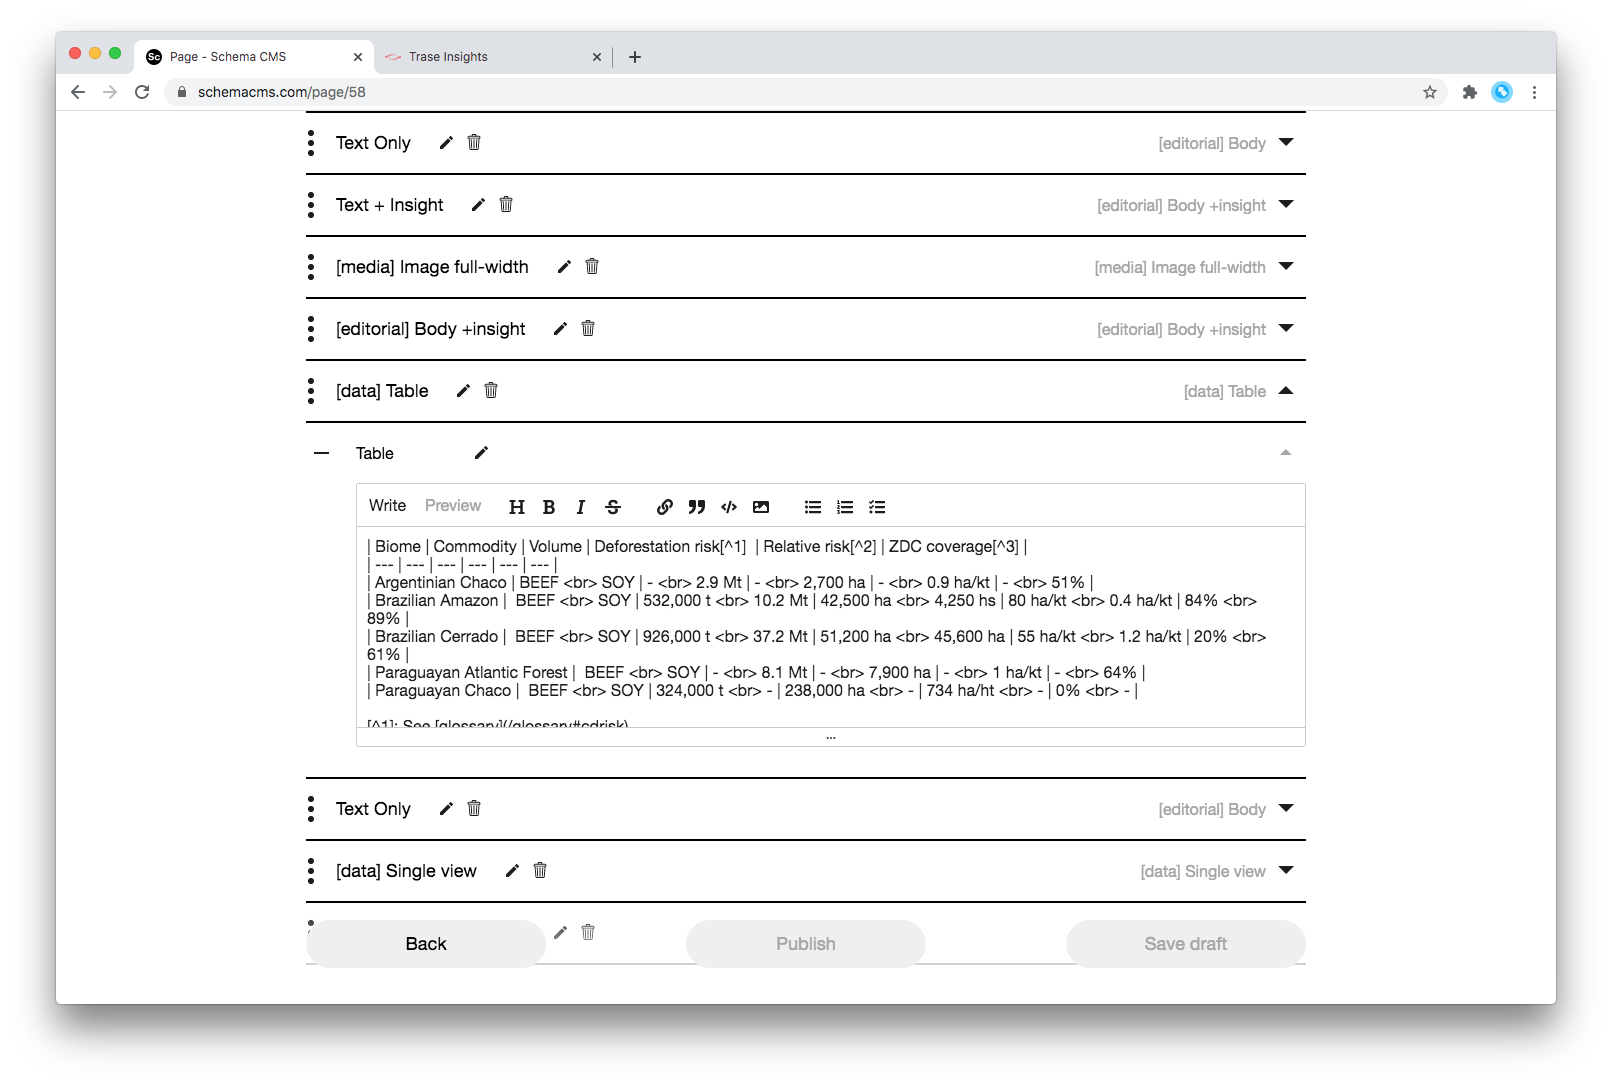 Sc Page - Schema CMS
Trase Insights
schemacms.com/page/58
Text Only [editorial] Body
Text + Insight [editorial] Body +insight
[media] Image full-width [media] Image full-width
[editorial] Body +insight [editorial] Body +insight
[data] Table [data] Table
Table
Write Preview H B I S
| Biome | Commodity | Volume | Deforestation risk[^1]  | Relative risk[^2] | ZDC coverage[^3] |
| --- | --- | --- | --- | --- | --- |
| Argentinian Chaco | BEEF <br> SOY | - <br> 2.9 Mt | - <br> 2,700 ha | - <br> 0.9 ha/kt | - <br> 51% |
| Brazilian Amazon |  BEEF <br> SOY | 532,000 t <br> 10.2 Mt | 42,500 ha <br> 4,250 hs | 80 ha/kt <br> 0.4 ha/kt | 84% <br>
89% |
| Brazilian Cerrado |  BEEF <br> SOY | 926,000 t <br> 37.2 Mt | 51,200 ha <br> 45,600 ha | 55 ha/kt <br> 1.2 ha/kt | 20% <br>
61% |
| Paraguayan Atlantic Forest |  BEEF <br> SOY | - <br> 8.1 Mt | - <br> 7,900 ha | - <br> 1 ha/kt | - <br> 64% |
| Paraguayan Chaco |  BEEF <br> SOY | 324,000 t <br> - | 238,000 ha <br> - | 734 ha/ht <br> - | 0% <br> - |
[^1]: See [glossary](/glossary#cdrisk)
Text Only [editorial] Body
[data] Single view [data] Single view
Back Publish Save draft